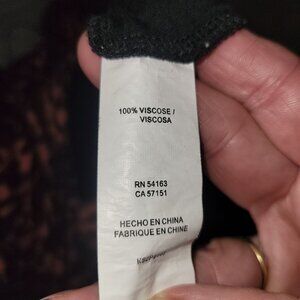 100% VISCOSE /
VISCOSA
RN 54163
CA 57151
HECHO EN CHINA
FABRIQUE EN CHINE